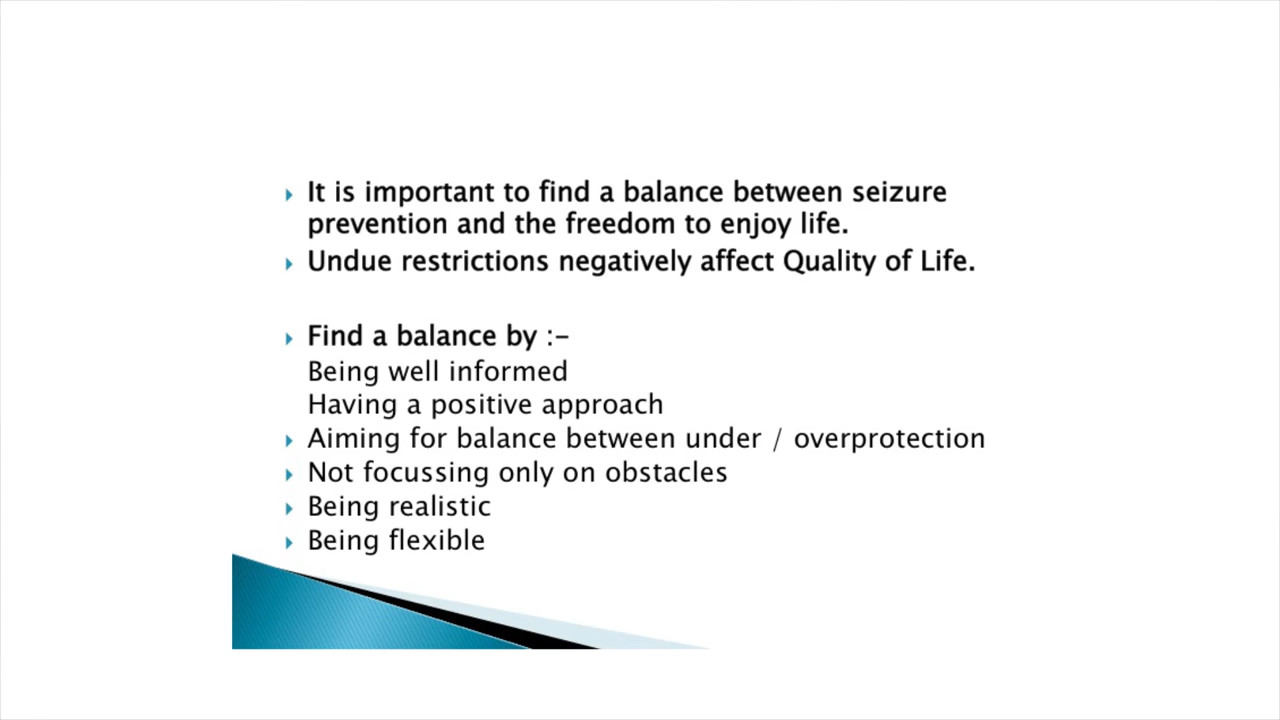 It is important to find a balance between seizure
prevention and the freedom to enjoy life.
Undue restrictions negatively affect Quality of Life.
Find a balance by :-
Being well informed
Having a positive approach
Aiming for balance between under / overprotection
Not focussing only on obstacles
Being realistic
Being flexible